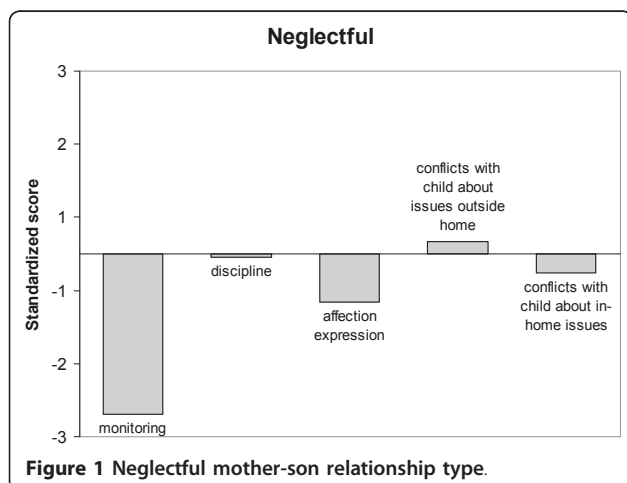 Neglectful
3
2
1
-1
-2
-3
Standardized score
monitoring
discipline
affection
expression
conflicts with
child about
issues outside
home
conflicts with
child about in-
home issues
Figure 1 Neglectful mother-son relationship type.